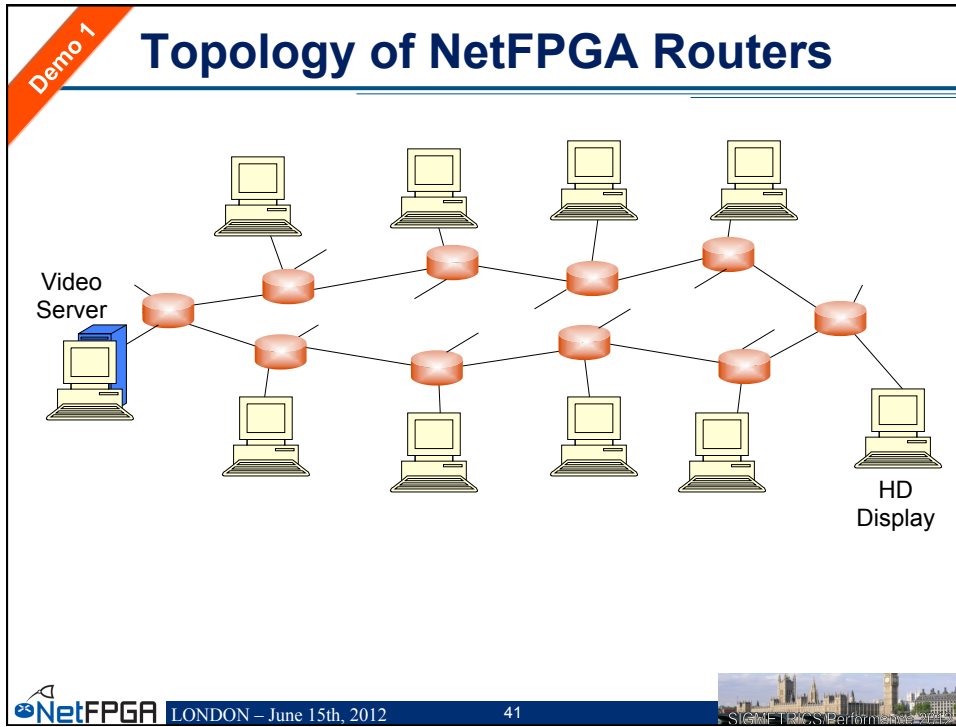 Demo 1
Topology of NetFPGA Routers
Video
Server
HD
Display
NetFPGA LONDON – June 15th, 2012 41
SIGMETRICS/Performance 2012